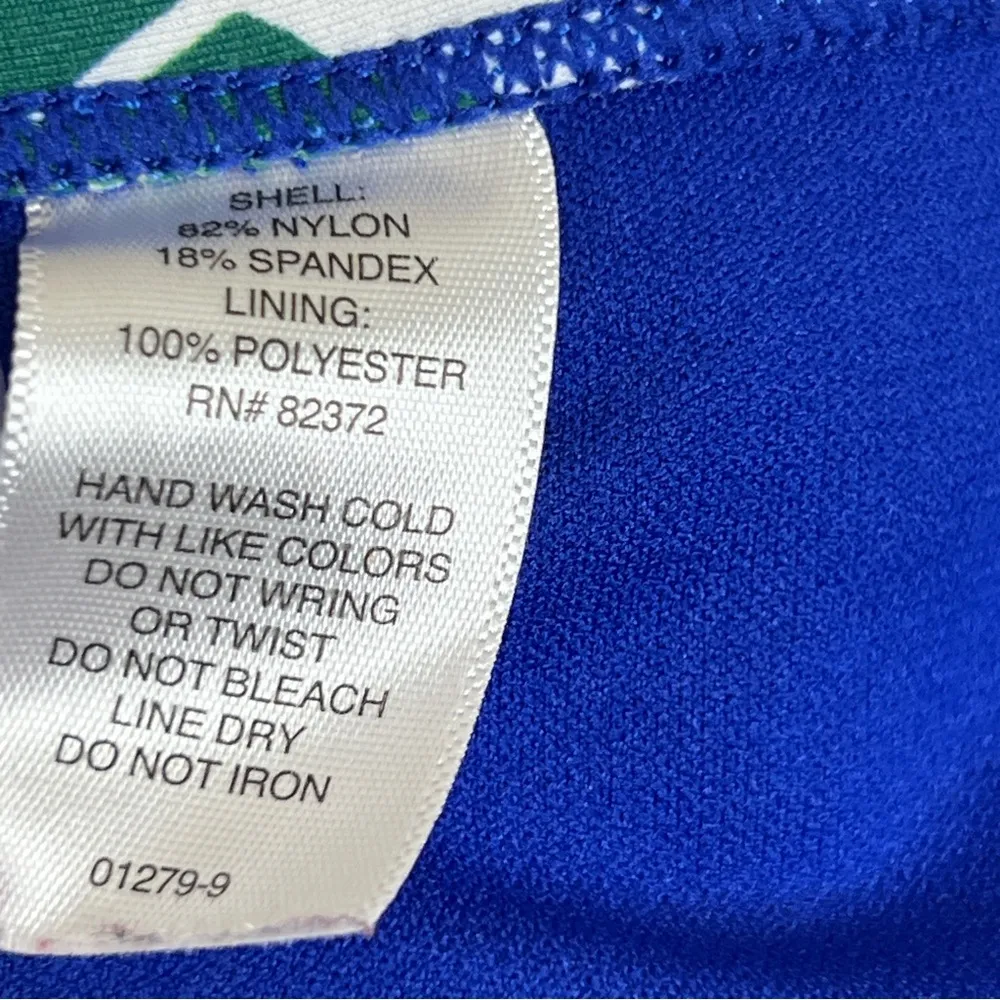 SHELL:
82% NYLON
18% SPANDEX
LINING:
100% POLYESTER
RN# 82372
HAND WASH COLD
WITH LIKE COLORS
DO NOT WRING
OR TWIST
DO NOT BLEACH
LINE DRY
DO NOT IRON
01279-9